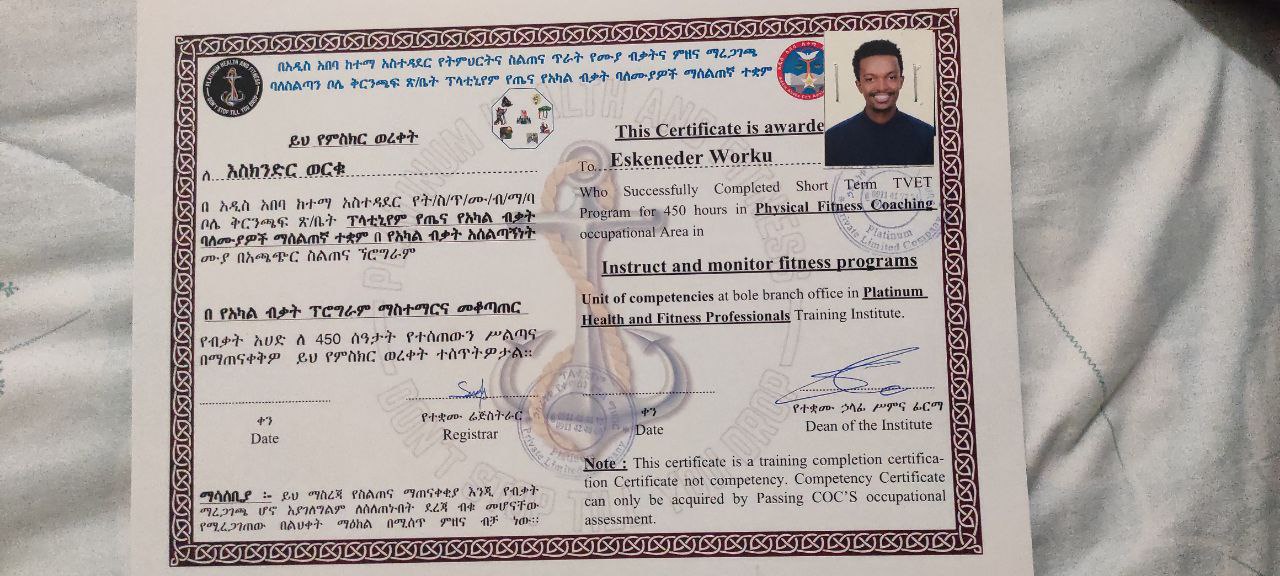 በአዲስ አበባ ከተማ አስተዳደር የትምህርትና ስልጠና ጥራት የሙያ ብቃትና ምዘና ማረጋገጫ
ባለስልጣን ቦሌ ቅርንጫፍ ጽ/ቤት ፕላቲኒየም የጤና የአካል ብቃት ባለሙያዎች ማሰልጠኛ ተቋም
PLATINUM HEALTH AND FITNESS
DON'T STOP TILL YOU DROP
ይህ የምስክር ወረቀት
ለ እስክንድር ወርቁ
በ አዲስ አበባ ከተማ አስተዳደር የት/ስ/ጥ/ሙ/ብ/ማ/ባ
ቦሌ ቅርንጫፍ ጽ/ቤት ፕላቲኒየም የጤና የአካል ብቃት
ባለሙያዎች ማሰልጠኛ ተቋም በ የአካል ብቃት አሰልጣኝነት
ሙያ በአጫጭር ስልጠና ፕሮግራም
በ የአካል ብቃት ፕሮግራም ማስተማርና መቆጣጠር
የብቃት አሀድ ለ 450 ሰዓታት የተሰጠውን ሥልጣና
በማጠናቀቅዎ ይህ የምስክር ወረቀት ተሰጥትዎታል።
This Certificate is awarde
To Eskeneder Worku
Who Successfully Completed Short Term TVET
Program for 450 hours in Physical Fitness Coaching
occupational Area in
Instruct and monitor fitness programs
Unit of competencies at bole branch office in Platinum
Health and Fitness Professionals Training Institute.
Platinum
Private Limited Company
ቀን
Date
የተቋሙ ሬጅስትራር
Registrar
ቀን
Date
የተቋሙ ኃላፊ ሥምና ፊርማ
Dean of the Institute
Private Limited Company
ማሳሰቢያ ፦ ይህ ማስረጃ የስልጠና ማጠናቀቂያ እንጂ የብቃት
ማረጋገጫ ሆኖ አያገለግልም ለሰለጠኑበት ደረጃ ብቁ መሆናቸው
የሚረጋገጠው በልህቀት ማዕከል በሚሰጥ ምዘና ብቻ ነው።
Note : This certificate is a training completion certifica-
tion Certificate not competency. Competency Certificate
can only be acquired by Passing COC'S occupational
assessment.